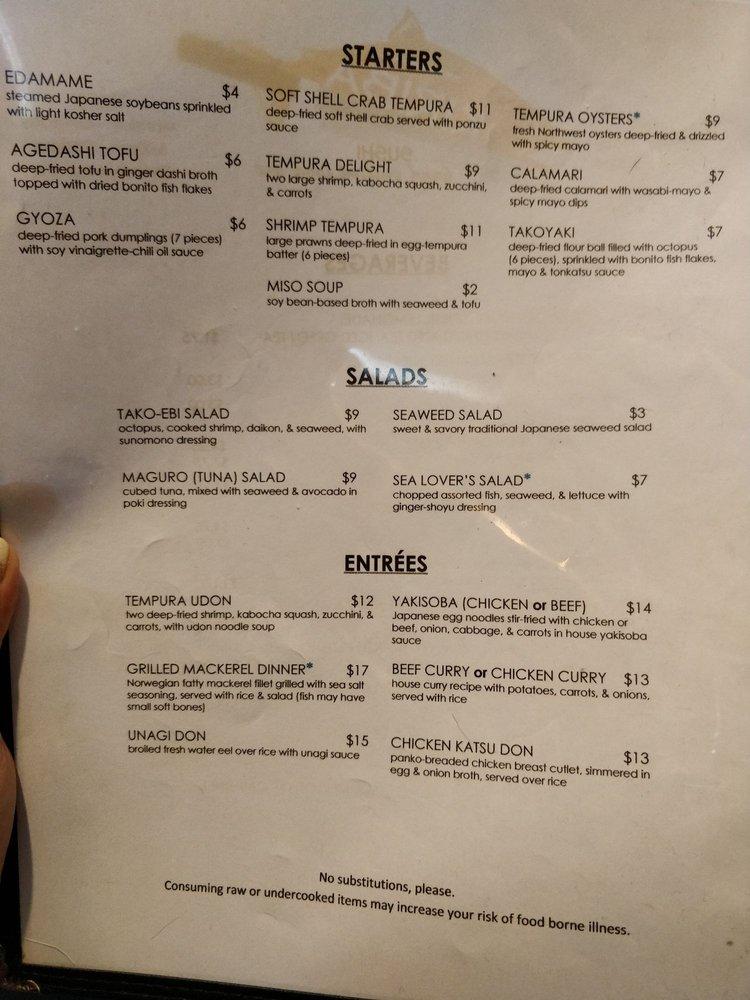 STARTERS
EDAMAME $4
steamed Japanese soybeans sprinkled
with light kosher salt
AGEDASHI TOFU $6
deep-fried tofu in ginger dashi broth
topped with dried bonito fish flakes
GYOZA $6
deep-fried pork dumplings (7 pieces)
with soy vinaigrette-chili oil sauce
SOFT SHELL CRAB TEMPURA $11
deep-fried soft shell crab served with ponzu
sauce
TEMPURA DELIGHT $9
two large shrimp, kabocha squash, zucchini,
& carrots
SHRIMP TEMPURA $11
large prawns deep-fried in egg-tempura
batter (6 pieces)
MISO SOUP $2
soy bean-based broth with seaweed & tofu
TEMPURA OYSTERS* $9
fresh Northwest oysters deep-fried & drizzled
with spicy mayo
CALAMARI $7
deep-fried calamari with wasabi-mayo &
spicy mayo dips
TAKOYAKI $7
deep-fried flour ball filled with octopus
(6 pieces), sprinkled with bonito fish flakes,
mayo & tonkatsu sauce
SALADS
TAKO-EBI SALAD $9
octopus, cooked shrimp, daikon, & seaweed, with
sunomono dressing
MAGURO (TUNA) SALAD $9
cubed tuna, mixed with seaweed & avocado in
poki dressing
SEAWEED SALAD $3
sweet & savory traditional Japanese seaweed salad
SEA LOVER'S SALAD* $7
chopped assorted fish, seaweed, & lettuce with
ginger-shoyu dressing
ENTRÉES
TEMPURA UDON $12
two deep-fried shrimp, kabocha squash, zucchini, &
carrots, with udon noodle soup
GRILLED MACKEREL DINNER* $17
Norwegian fatty mackerel fillet grilled with sea salt
seasoning, served with rice & salad (fish may have
small soft bones)
UNAGI DON $15
broiled fresh water eel over rice with unagi sauce
YAKISOBA (CHICKEN or BEEF) $14
Japanese egg noodles stir-fried with chicken or
beef, onion, cabbage, & carrots in house yakisoba
sauce
BEEF CURRY or CHICKEN CURRY $13
house curry recipe with potatoes, carrots, & onions,
served with rice
CHICKEN KATSU DON $13
panko-breaded chicken breast cutlet, simmered in
egg & onion broth, served over rice
No substitutions, please.
Consuming raw or undercooked items may increase your risk of food borne illness.